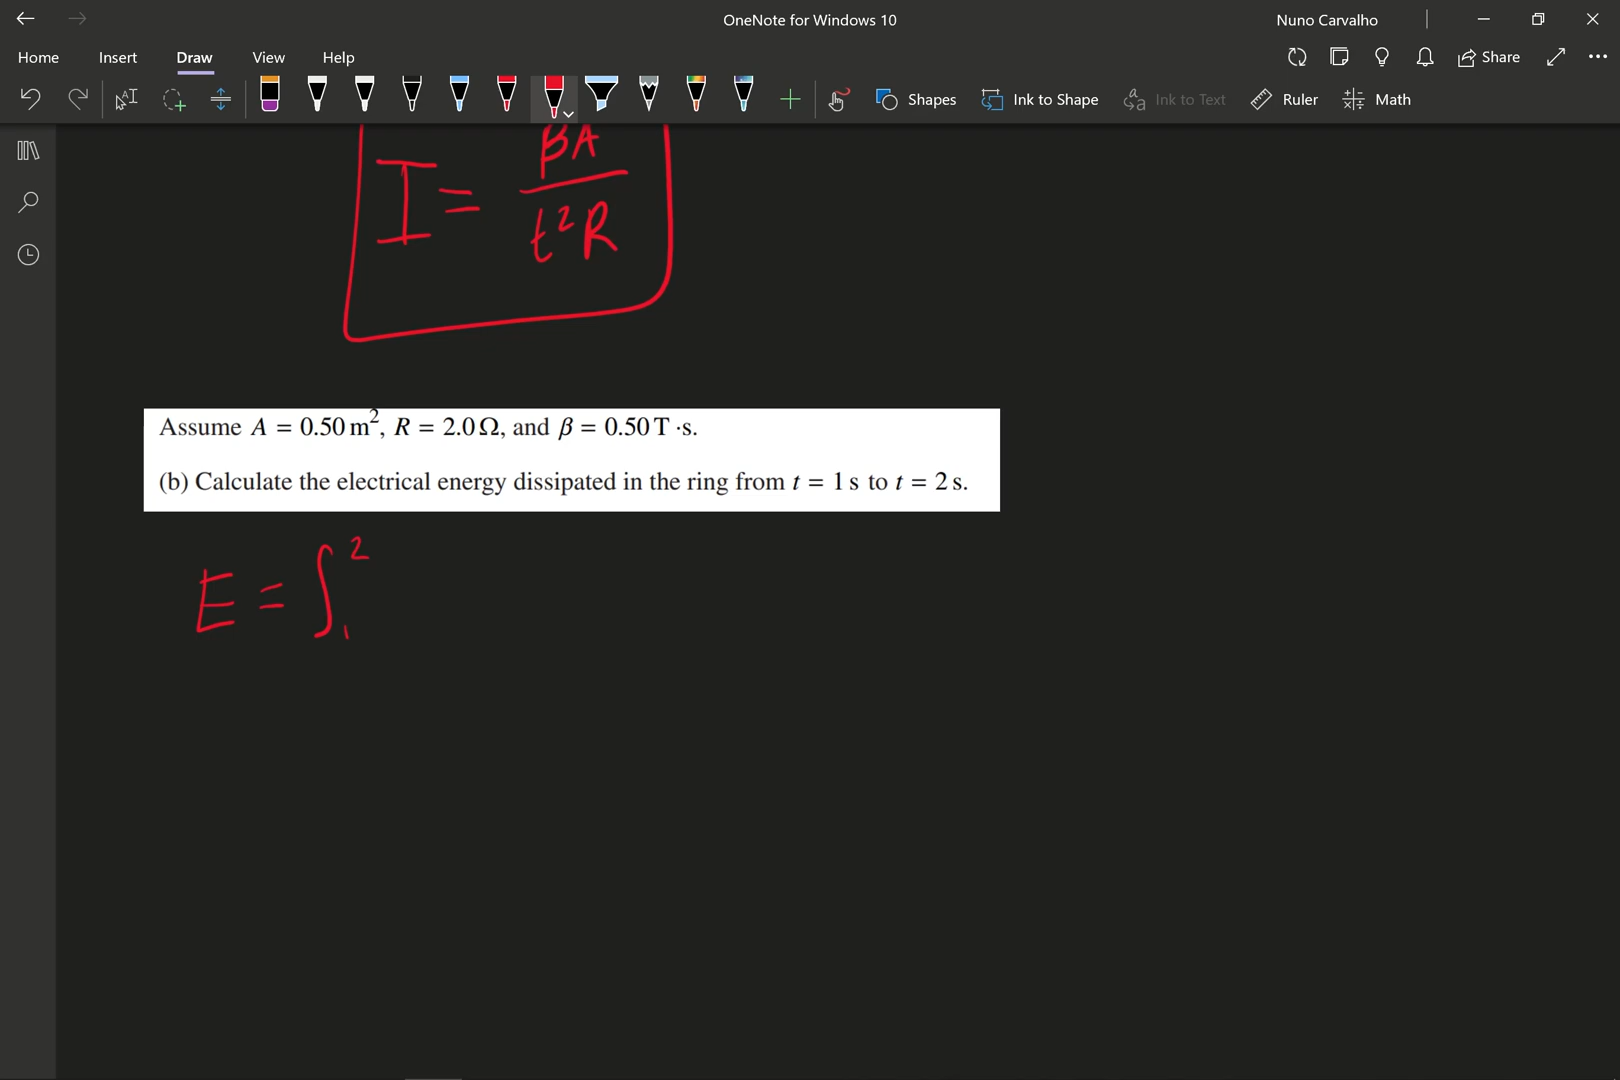 OneNote for Windows 10
Nuno Carvalho
Home Insert Draw View Help
Share
Shapes Ink to Shape Ink to Text Ruler Math
I = βA / t²R
Assume A = 0.50 m², R = 2.0 Ω, and β = 0.50 T ·s.
(b) Calculate the electrical energy dissipated in the ring from t = 1 s to t = 2 s.
E = ∫₁²